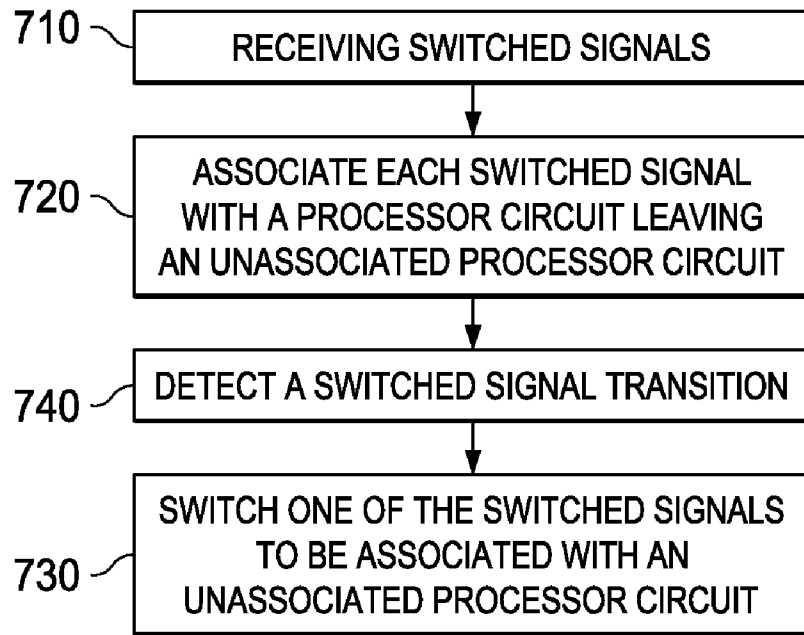 710
RECEIVING SWITCHED SIGNALS
720
ASSOCIATE EACH SWITCHED SIGNAL
WITH A PROCESSOR CIRCUIT LEAVING
AN UNASSOCIATED PROCESSOR CIRCUIT
740
DETECT A SWITCHED SIGNAL TRANSITION
730
SWITCH ONE OF THE SWITCHED SIGNALS
TO BE ASSOCIATED WITH AN
UNASSOCIATED PROCESSOR CIRCUIT